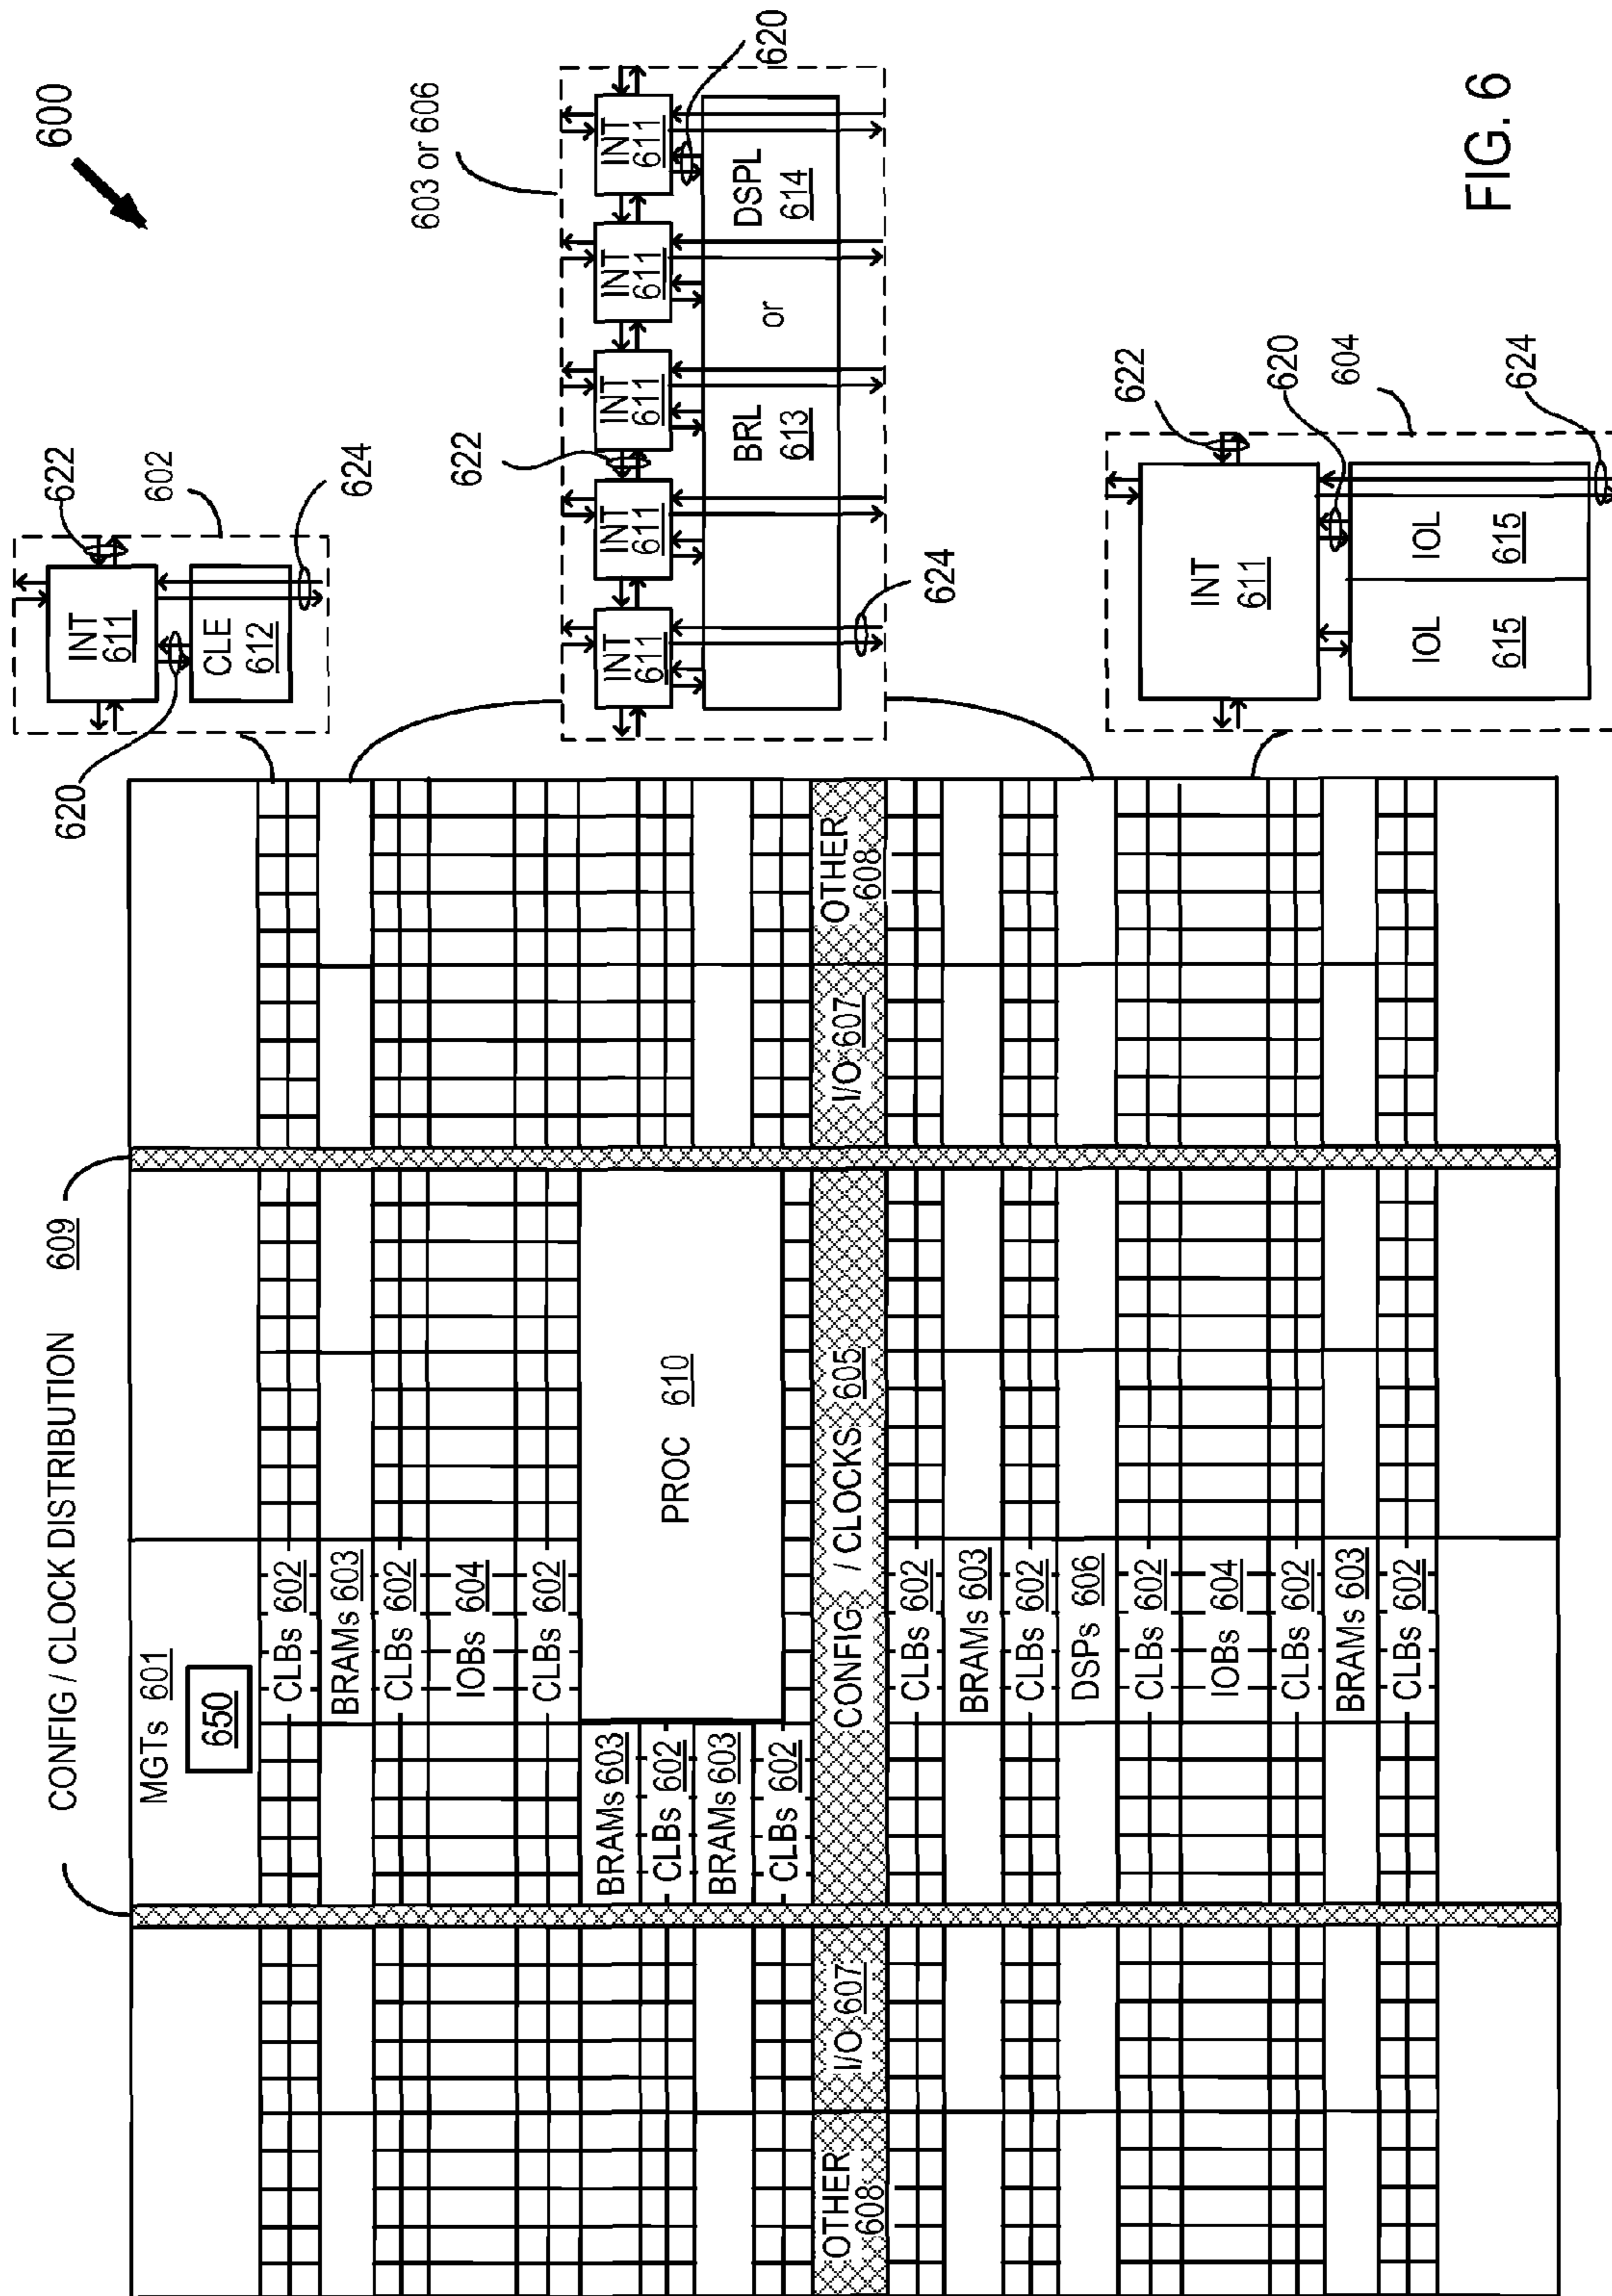 600
CONFIG / CLOCK DISTRIBUTION 609
MGTs 601
650
CLBs 602
BRAMs 603
CLBs 602
IOBs 604
CLBs 602
PROC 610
BRAMs 603
CLBs 602
BRAMs 603
CLBs 602
OTHER 608
I/O 607
CONFIG / CLOCKS 605
I/O 607
OTHER 608
CLBs 602
BRAMs 603
CLBs 602
DSPs 606
CLBs 602
IOBs 604
CLBs 602
BRAMs 603
CLBs 602
620
INT 611
CLE 612
622
602
624
603 or 606
INT 611
INT 611
INT 611
INT 611
INT 611
622
620
BRL 613
or
DSPL 614
624
622
INT 611
620
604
IOL 615
IOL 615
624
FIG. 6